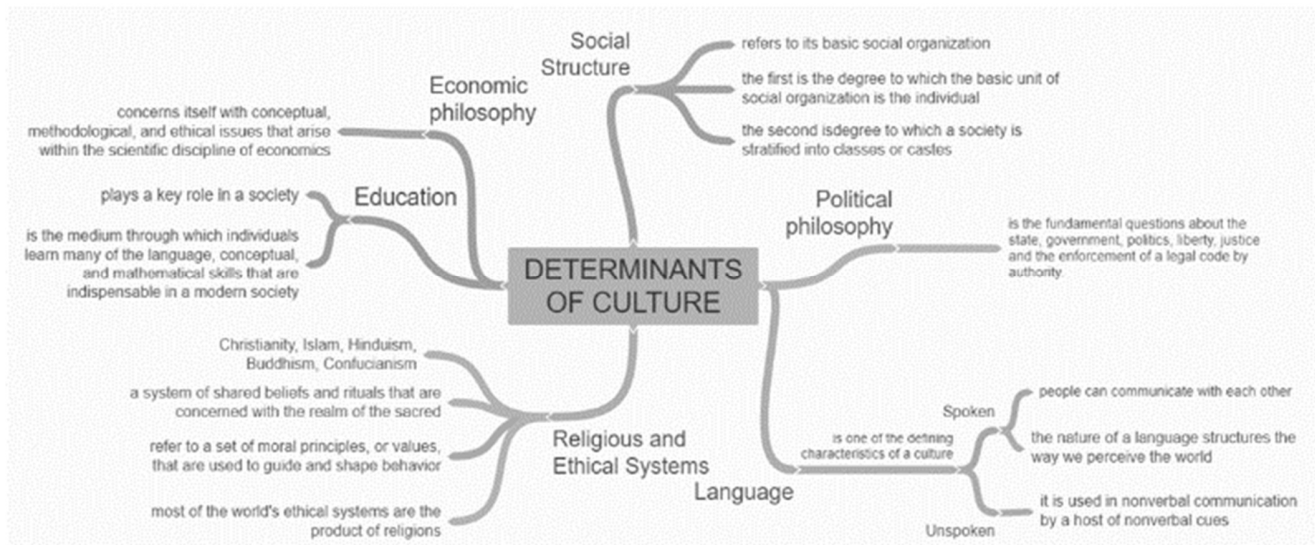 DETERMINANTS
OF CULTURE
Social
Structure
refers to its basic social organization
the first is the degree to which the basic unit of
social organization is the individual
the second isdegree to which a society is
stratified into classes or castes
Political
philosophy
is the fundamental questions about the
state, government, politics, liberty, justice
and the enforcement of a legal code by
authority.
Language
is one of the defining
characteristics of a culture
Spoken
people can communicate with each other
the nature of a language structures the
way we perceive the world
Unspoken
it is used in nonverbal communication
by a host of nonverbal cues
Economic
philosophy
concerns itself with conceptual,
methodological, and ethical issues that arise
within the scientific discipline of economics
Education
plays a key role in a society
is the medium through which individuals
learn many of the language, conceptual,
and mathematical skills that are
indispensable in a modern society
Religious and
Ethical Systems
Christianity, Islam, Hinduism,
Buddhism, Confucianism
a system of shared beliefs and rituals that are
concerned with the realm of the sacred
refer to a set of moral principles, or values,
that are used to guide and shape behavior
most of the world's ethical systems are the
product of religions